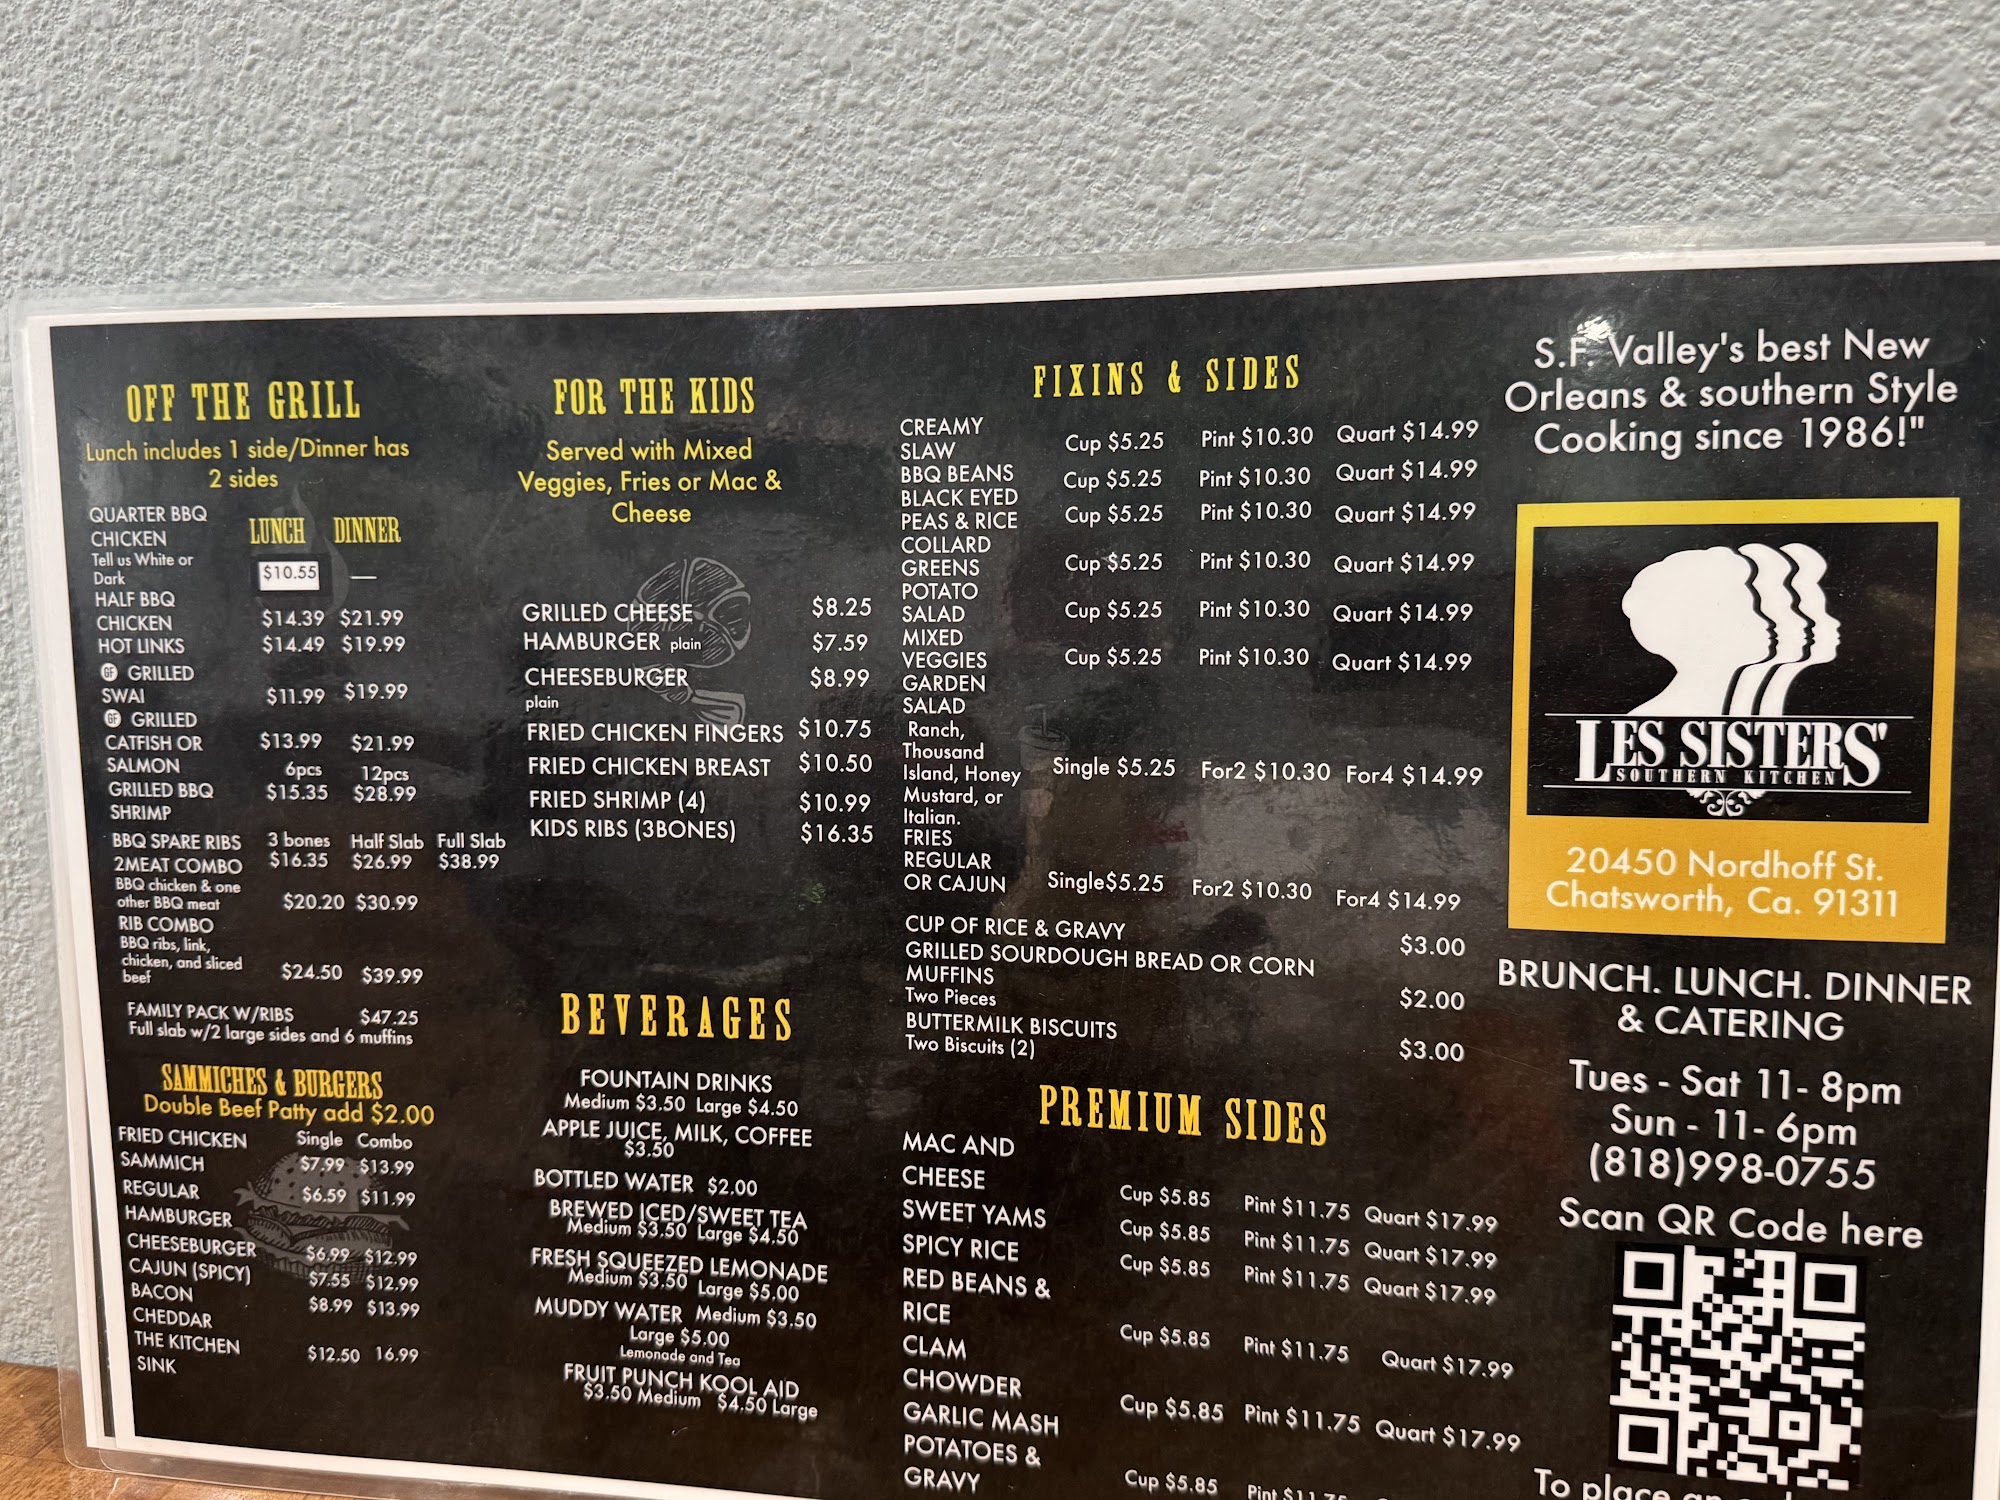 OFF THE GRILL
Lunch includes 1 side/Dinner has
2 sides
LUNCH DINNER
QUARTER BBQ
CHICKEN
Tell us White or
Dark
$10.55 —
HALF BBQ
CHICKEN $14.39 $21.99
HOT LINKS $14.49 $19.99
GF GRILLED
SWAI $11.99 $19.99
GF GRILLED
CATFISH OR $13.99 $21.99
SALMON
6pcs 12pcs
GRILLED BBQ $15.35 $28.99
SHRIMP
BBQ SPARE RIBS 3 bones Half Slab Full Slab
$16.35 $26.99 $38.99
2MEAT COMBO
BBQ chicken & one
other BBQ meat $20.20 $30.99
RIB COMBO
BBQ ribs, link,
chicken, and sliced
beef $24.50 $39.99
FAMILY PACK W/RIBS $47.25
Full slab w/2 large sides and 6 muffins
SAMMICHES & BURGERS
Double Beef Patty add $2.00
Single Combo
FRIED CHICKEN
SAMMICH $7.99 $13.99
REGULAR $6.59 $11.99
HAMBURGER
CHEESEBURGER $6.99 $12.99
CAJUN (SPICY) $7.55 $12.99
BACON $8.99 $13.99
CHEDDAR
THE KITCHEN $12.50 16.99
SINK
FOR THE KIDS
Served with Mixed
Veggies, Fries or Mac &
Cheese
GRILLED CHEESE $8.25
HAMBURGER plain $7.59
CHEESEBURGER $8.99
plain
FRIED CHICKEN FINGERS $10.75
FRIED CHICKEN BREAST $10.50
FRIED SHRIMP (4) $10.99
KIDS RIBS (3BONES) $16.35
BEVERAGES
FOUNTAIN DRINKS
Medium $3.50 Large $4.50
APPLE JUICE, MILK, COFFEE
$3.50
BOTTLED WATER $2.00
BREWED ICED/SWEET TEA
Medium $3.50 Large $4.50
FRESH SQUEEZED LEMONADE
Medium $3.50 Large $5.00
MUDDY WATER Medium $3.50
Large $5.00
Lemonade and Tea
FRUIT PUNCH KOOL AID
$3.50 Medium $4.50 Large
FIXINS & SIDES
CREAMY
SLAW Cup $5.25 Pint $10.30 Quart $14.99
BBQ BEANS Cup $5.25 Pint $10.30 Quart $14.99
BLACK EYED
PEAS & RICE Cup $5.25 Pint $10.30 Quart $14.99
COLLARD
GREENS Cup $5.25 Pint $10.30 Quart $14.99
POTATO
SALAD Cup $5.25 Pint $10.30 Quart $14.99
MIXED
VEGGIES Cup $5.25 Pint $10.30 Quart $14.99
GARDEN
SALAD
Ranch,
Thousand
Island, Honey Single $5.25 For2 $10.30 For4 $14.99
Mustard, or
Italian.
FRIES
REGULAR
OR CAJUN Single$5.25 For2 $10.30 For4 $14.99
CUP OF RICE & GRAVY $3.00
GRILLED SOURDOUGH BREAD OR CORN
MUFFINS
Two Pieces $2.00
BUTTERMILK BISCUITS
Two Biscuits (2) $3.00
PREMIUM SIDES
MAC AND
CHEESE Cup $5.85 Pint $11.75 Quart $17.99
SWEET YAMS Cup $5.85 Pint $11.75 Quart $17.99
SPICY RICE Cup $5.85 Pint $11.75 Quart $17.99
RED BEANS &
RICE Cup $5.85 Pint $11.75 Quart $17.99
CLAM
CHOWDER Cup $5.85 Pint $11.75 Quart $17.99
GARLIC MASH
POTATOES &
GRAVY Cup $5.85 Pint $11.75
S.F. Valley's best New
Orleans & southern Style
Cooking since 1986!"
LES SISTERS'
SOUTHERN KITCHEN
20450 Nordhoff St.
Chatsworth, Ca. 91311
BRUNCH. LUNCH. DINNER
& CATERING
Tues - Sat 11- 8pm
Sun - 11- 6pm
(818)998-0755
Scan QR Code here
To place an